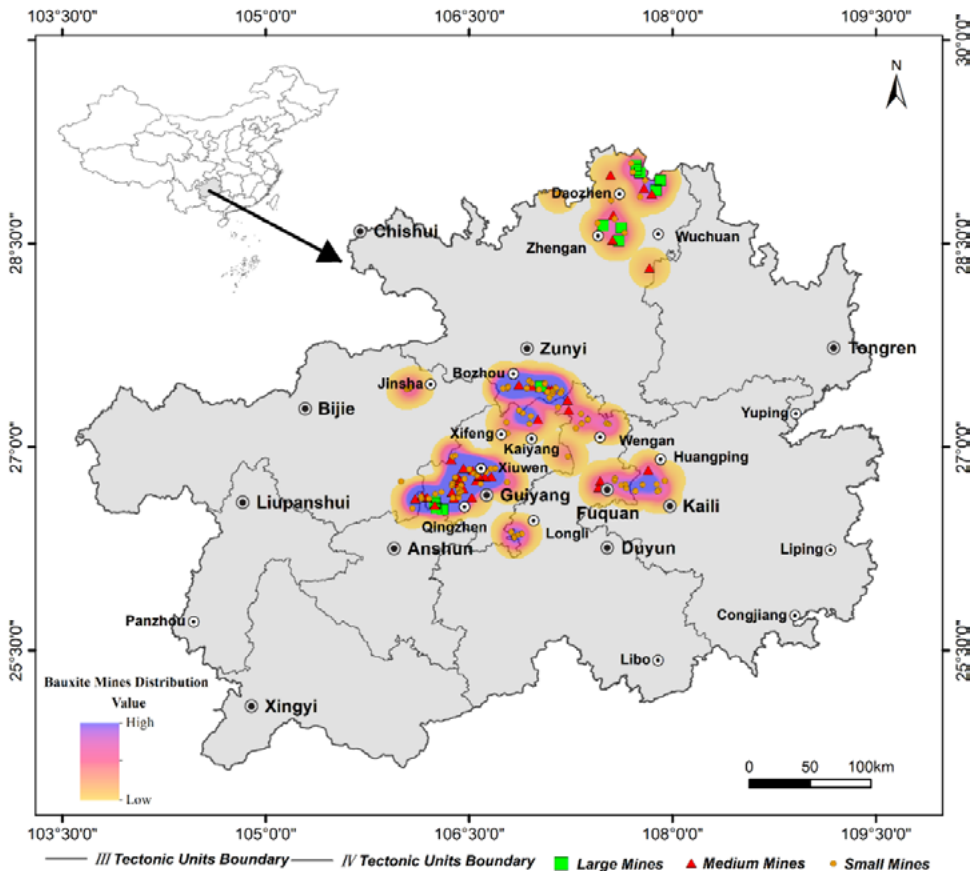 103°30'0" 105°0'0" 106°30'0" 108°0'0" 109°30'0"
30°0'0" 30°0'0"
N
Daozhen
Chishui
Zhengan Wuchuan
28°30'0" 28°30'0"
Zunyi Tongren
Bozhou
Jinsha
Bijie Yuping
Xifeng Wengan
Kaiyang Huangping
27°0'0" 27°0'0"
Xiuwen
Liupanshui Guiyang Fuquan Kaili
Qingzhen Longli
Anshun Duyun Liping
Panzhou Congjiang
25°30'0" 25°30'0"
Libo
Bauxite Mines Distribution
Value
High
Xingyi
Low
0 50 100km
103°30'0" 105°0'0" 106°30'0" 108°0'0" 109°30'0"
III Tectonic Units Boundary IV Tectonic Units Boundary Large Mines Medium Mines Small Mines